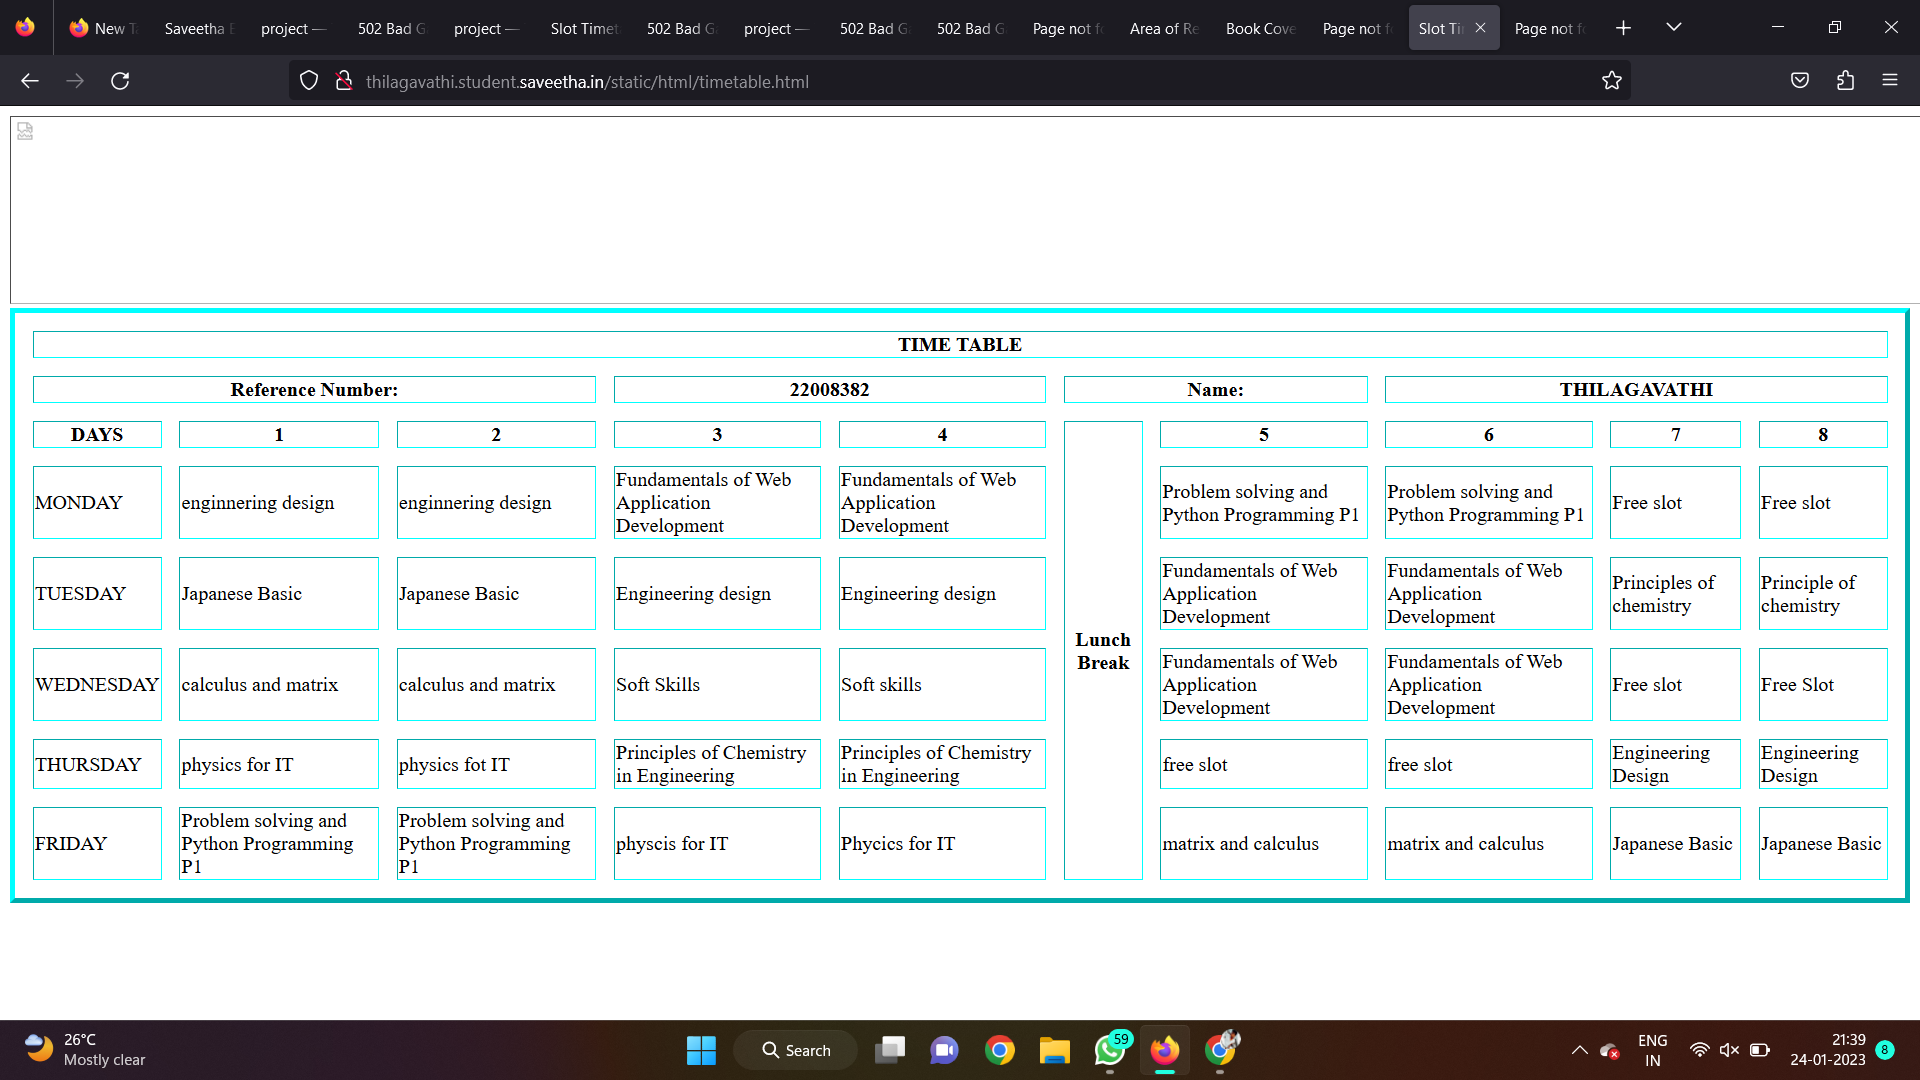 New T
Saveetha E
project —
502 Bad G
project —
Slot Timet
502 Bad G
project —
502 Bad G
502 Bad G
Page not f
Area of Re
Book Cove
Page not f
Slot Ti
Page not fo
thilagavathi.student.saveetha.in/static/html/timetable.html
TIME TABLE
Reference Number: 22008382 Name: THILAGAVATHI
DAYS 1 2 3 4 5 6 7 8
Lunch
Break
MONDAY
enginnering design
enginnering design
Fundamentals of Web
Application
Development
Fundamentals of Web
Application
Development
Problem solving and
Python Programming P1
Problem solving and
Python Programming P1
Free slot
Free slot
TUESDAY
Japanese Basic
Japanese Basic
Engineering design
Engineering design
Fundamentals of Web
Application
Development
Fundamentals of Web
Application
Development
Principles of
chemistry
Principle of
chemistry
WEDNESDAY
calculus and matrix
calculus and matrix
Soft Skills
Soft skills
Fundamentals of Web
Application
Development
Fundamentals of Web
Application
Development
Free slot
Free Slot
THURSDAY
physics for IT
physics fot IT
Principles of Chemistry
in Engineering
Principles of Chemistry
in Engineering
free slot
free slot
Engineering
Design
Engineering
Design
FRIDAY
Problem solving and
Python Programming
P1
Problem solving and
Python Programming
P1
physcis for IT
Phycics for IT
matrix and calculus
matrix and calculus
Japanese Basic
Japanese Basic
26°C
Mostly clear
Search
59
ENG
IN
21:39
24-01-2023
8